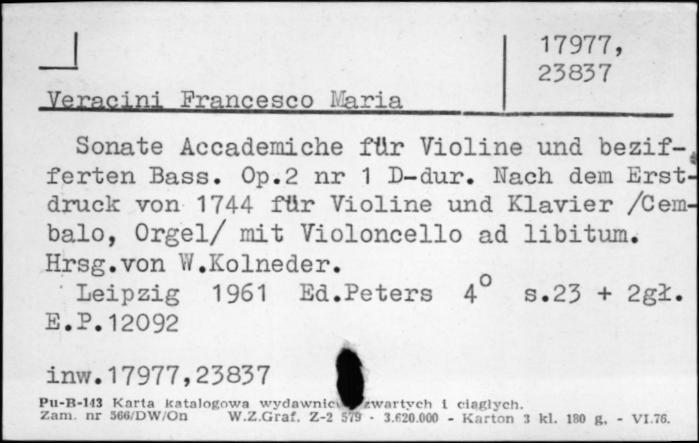 17977,
23837
Veracini Francesco Maria
Sonate Accademiche für Violine und bezif-
ferten Bass. Op.2 nr 1 D-dur. Nach dem Erst-
druck von 1744 für Violine und Klavier /Cem-
balo, Orgel/ mit Violoncello ad libitum.
Hrsg.von W.Kolneder.
Leipzig 1961 Ed.Peters 4° s.23 + 2gł.
E.P.12092
inw.17977,23837
Pu-B-143 Karta katalogowa zwartych i ciągłych.
Zam. nr 566/DW/On W.Z.Graf. Z-2 579 - 3.620.000 - Karton 3 kl. 180 g. - VI.76.